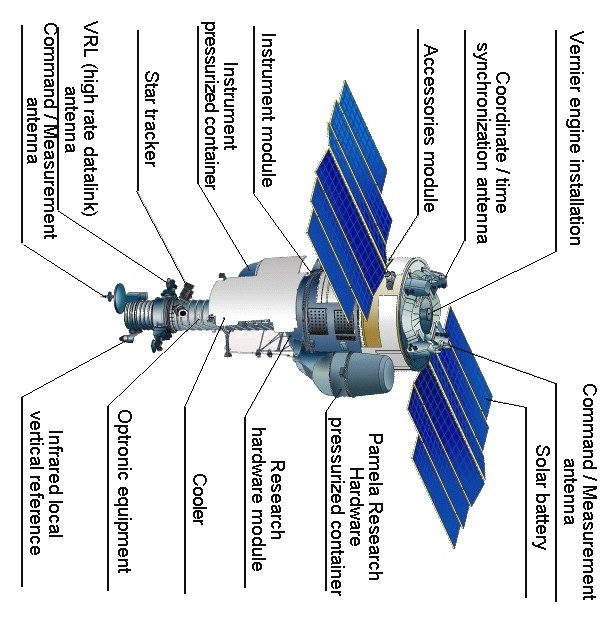 Vernier engine installation
Coordinate / time
synchronization antenna
Accessories module
Instrument module
Instrument
pressurized container
Star tracker
VRL (high rate datalink)
antenna
Command / Measurement
antenna
Command / Measurement
antenna
Solar battery
Pamela Research
Hardware
pressurized container
Research
hardware module
Cooler
Optronic equipment
Infrared local
vertical reference